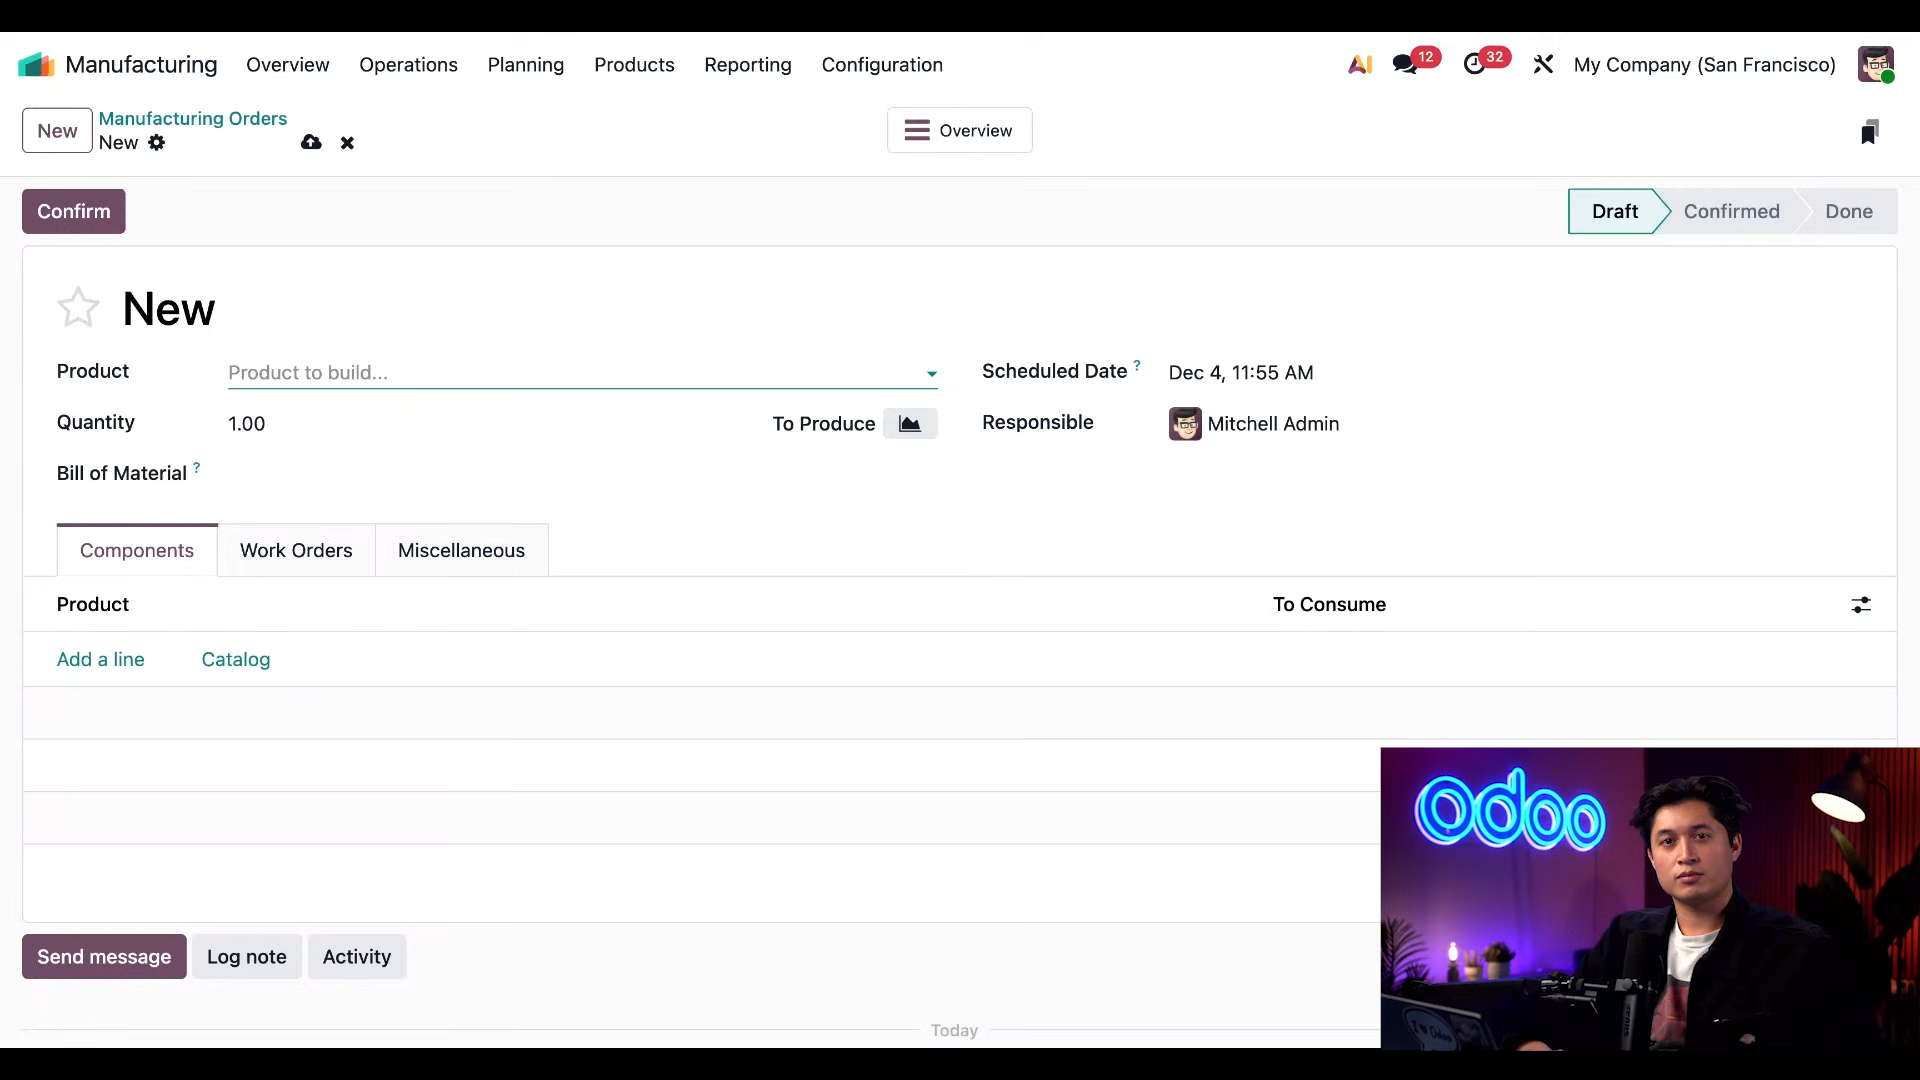 Manufacturing Overview Operations Planning Products Reporting Configuration AI 12 32 My Company (San Francisco)
New Manufacturing Orders
New
Overview
Confirm Draft Confirmed Done
New
Product Product to build... Scheduled Date ? Dec 4, 11:55 AM
Quantity 1.00 To Produce Responsible Mitchell Admin
Bill of Material ?
Components Work Orders Miscellaneous
Product To Consume
Add a line Catalog
odoo
Send message Log note Activity
Today